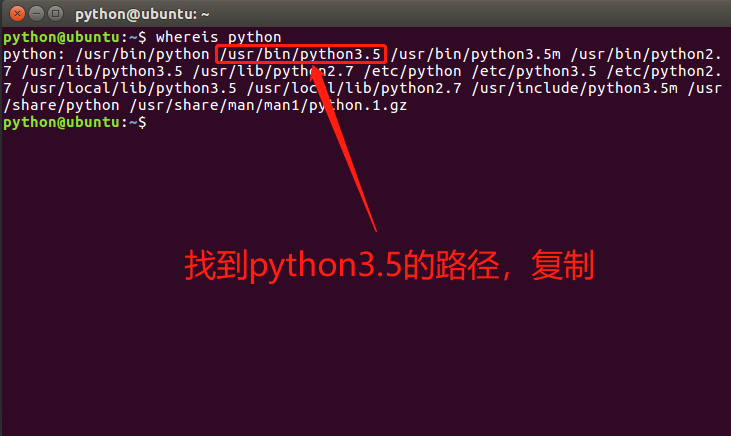 python@ubuntu: ~
python@ubuntu:~$ whereis python
python: /usr/bin/python /usr/bin/python3.5 /usr/bin/python3.5m /usr/bin/python2.
7 /usr/lib/python3.5 /usr/lib/python2.7 /etc/python /etc/python3.5 /etc/python2.
7 /usr/local/lib/python3.5 /usr/local/lib/python2.7 /usr/include/python3.5m /usr
/share/python /usr/share/man/man1/python.1.gz
python@ubuntu:~$
找到python3.5的路径，复制